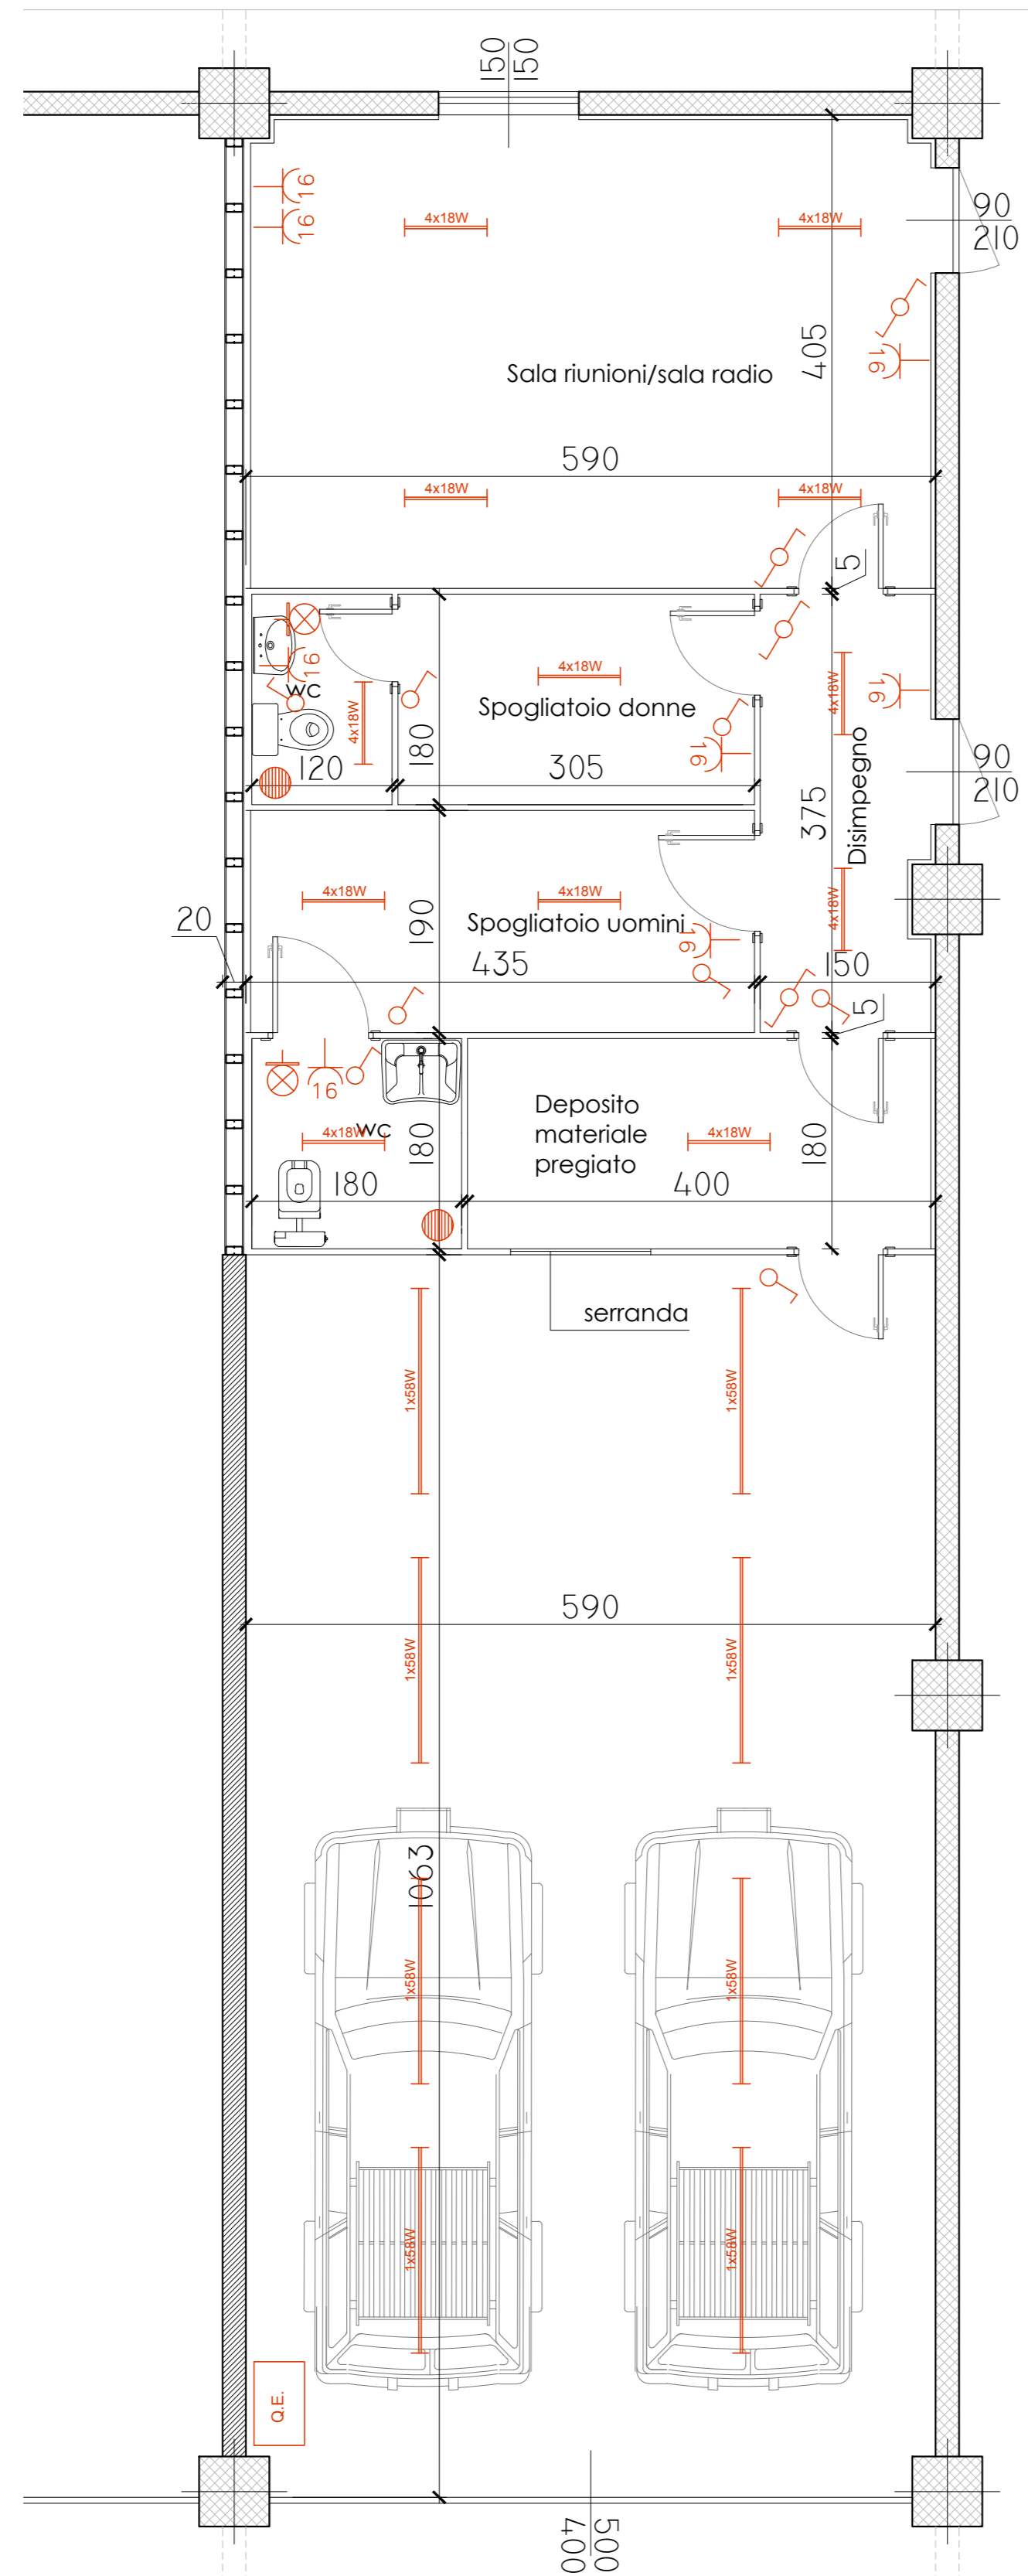 150
150
16
16
4x18W
4x18W
90
210
405
16
Sala riunioni/sala radio
590
4x18W
4x18W
5
16
wc
4x18W
4x18W
4x18W
16
Spogliatoio donne
180
16
120
305
90
210
375
Disimpegno
4x18W
4x18W
4x18W
20
190
Spogliatoio uomini
16
435
150
5
16
Deposito
materiale
pregiato
4x18W
wc
180
4x18W
180
180
400
serranda
1x58W
1x58W
590
1x58W
1x58W
1063
1x58W
1x58W
1x58W
1x58W
Q.E.
500
400